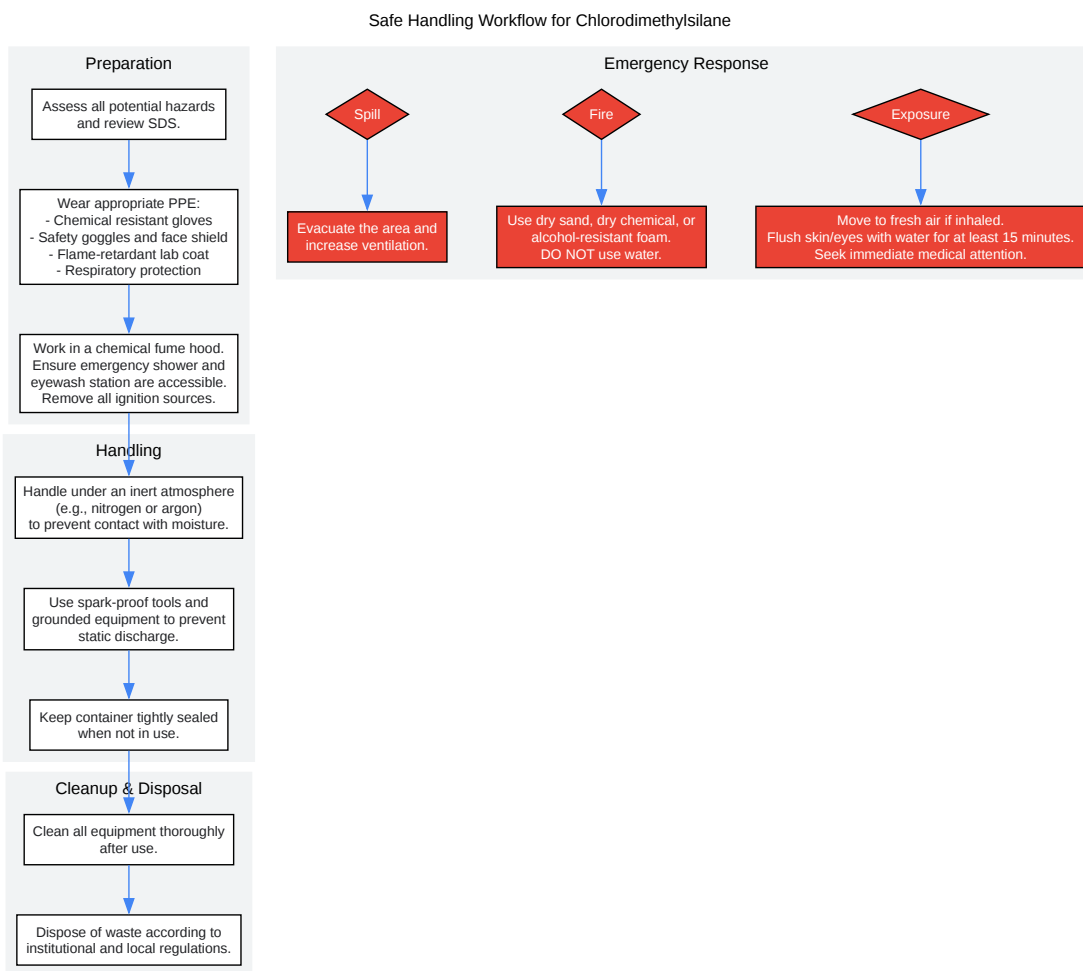 Safe Handling Workflow for Chlorodimethylsilane
Preparation
Assess all potential hazards
and review SDS.
Wear appropriate PPE:
- Chemical resistant gloves
- Safety goggles and face shield
- Flame-retardant lab coat
- Respiratory protection
Work in a chemical fume hood.
Ensure emergency shower and
eyewash station are accessible.
Remove all ignition sources.
Handling
Handle under an inert atmosphere
(e.g., nitrogen or argon)
to prevent contact with moisture.
Use spark-proof tools and
grounded equipment to prevent
static discharge.
Keep container tightly sealed
when not in use.
Cleanup & Disposal
Clean all equipment thoroughly
after use.
Dispose of waste according to
institutional and local regulations.
Emergency Response
Spill
Evacuate the area and
increase ventilation.
Fire
Use dry sand, dry chemical, or
alcohol-resistant foam.
DO NOT use water.
Exposure
Move to fresh air if inhaled.
Flush skin/eyes with water for at least 15 minutes.
Seek immediate medical attention.